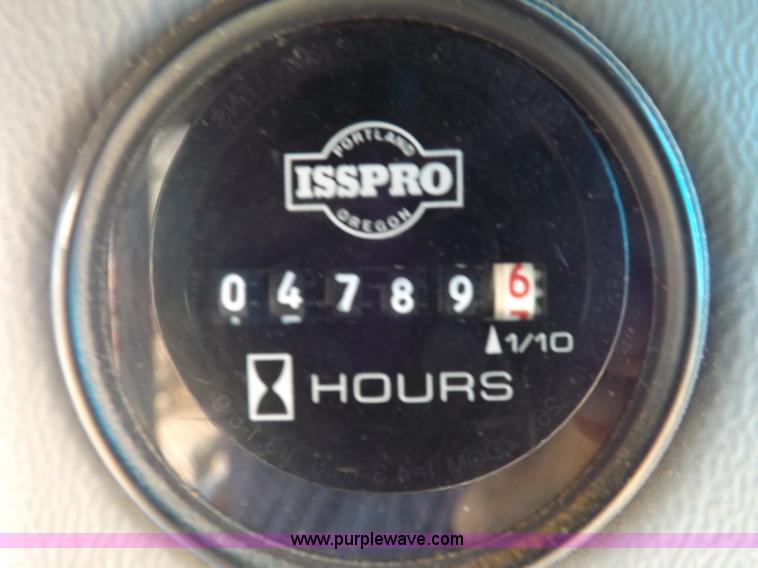 PORTLAND
ISSPRO
OREGON
0 4 7 8 9 6
1/10
HOURS
www.purplewave.com